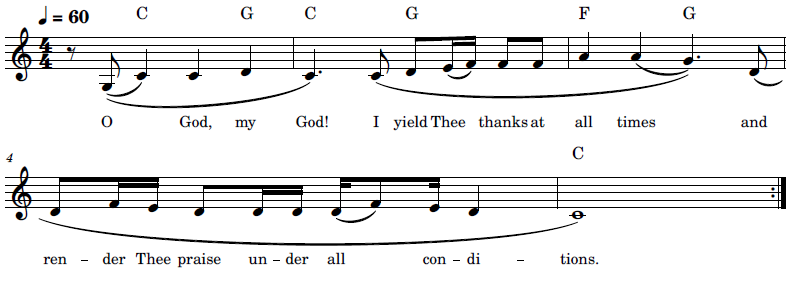 ♩ = 60 C G C G F G
O God, my God! I yield Thee thanks at all times and
4 C
ren – der Thee praise un – der all con – di – tions.